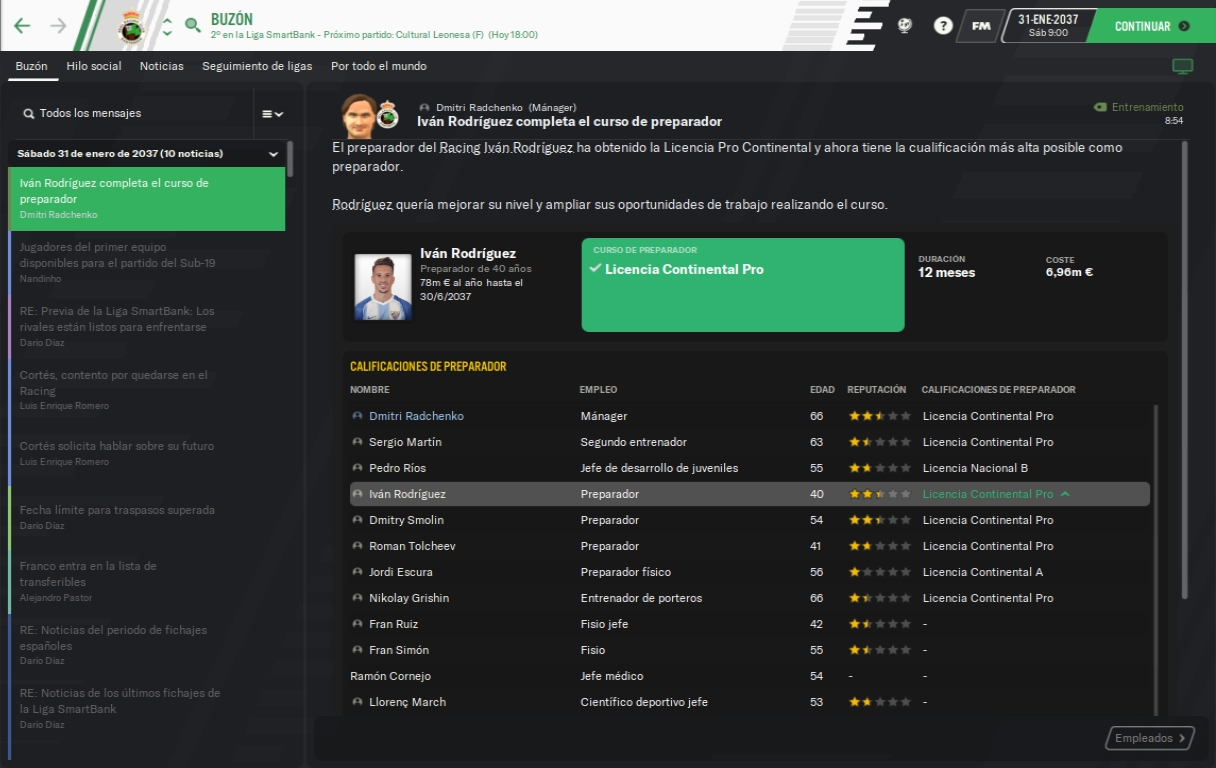 BUZÓN
2º en la Liga SmartBank - Próximo partido: Cultural Leonesa (F) (Hoy 18:00)
?
FM
31-ENE-2037
Sáb 9:00
CONTINUAR
Buzón
Hilo social
Noticias
Seguimiento de ligas
Por todo el mundo
Todos los mensajes
Sábado 31 de enero de 2037 (10 noticias)
Iván Rodríguez completa el curso de
preparador
Dmitri Radchenko
Jugadores del primer equipo
disponibles para el partido del Sub-19
Nandinho
RE: Previa de la Liga SmartBank: Los
rivales están listos para enfrentarse
Darío Díaz
Cortés, contento por quedarse en el
Racing
Luis Enrique Romero
Cortés solicita hablar sobre su futuro
Luis Enrique Romero
Fecha límite para traspasos superada
Darío Díaz
Franco entra en la lista de
transferibles
Alejandro Pastor
RE: Noticias del periodo de fichajes
españoles
Darío Díaz
RE: Noticias de los últimos fichajes de
la Liga SmartBank
Darío Díaz
Dmitri Radchenko (Mánager)
Iván Rodríguez completa el curso de preparador
Entrenamiento
8:54
El preparador del Racing Iván Rodríguez ha obtenido la Licencia Pro Continental y ahora tiene la cualificación más alta posible como
preparador.
Rodríguez quería mejorar su nivel y ampliar sus oportunidades de trabajo realizando el curso.
Iván Rodríguez
Preparador de 40 años
78m € al año hasta el
30/6/2037
CURSO DE PREPARADOR
Licencia Continental Pro
DURACIÓN
12 meses
COSTE
6,96m €
CALIFICACIONES DE PREPARADOR
NOMBRE EMPLEO EDAD REPUTACIÓN CALIFICACIONES DE PREPARADOR
Dmitri Radchenko Mánager 66 Licencia Continental Pro
Sergio Martín Segundo entrenador 63 Licencia Continental Pro
Pedro Ríos Jefe de desarrollo de juveniles 55 Licencia Nacional B
Iván Rodríguez Preparador 40 Licencia Continental Pro
Dmitry Smolin Preparador 54 Licencia Continental Pro
Roman Tolcheev Preparador 41 Licencia Continental Pro
Jordi Escura Preparador físico 56 Licencia Continental A
Nikolay Grishin Entrenador de porteros 66 Licencia Continental Pro
Fran Ruiz Fisio jefe 42 -
Fran Simón Fisio 55 -
Ramón Cornejo Jefe médico 54 - -
Llorenç March Científico deportivo jefe 53 -
Empleados